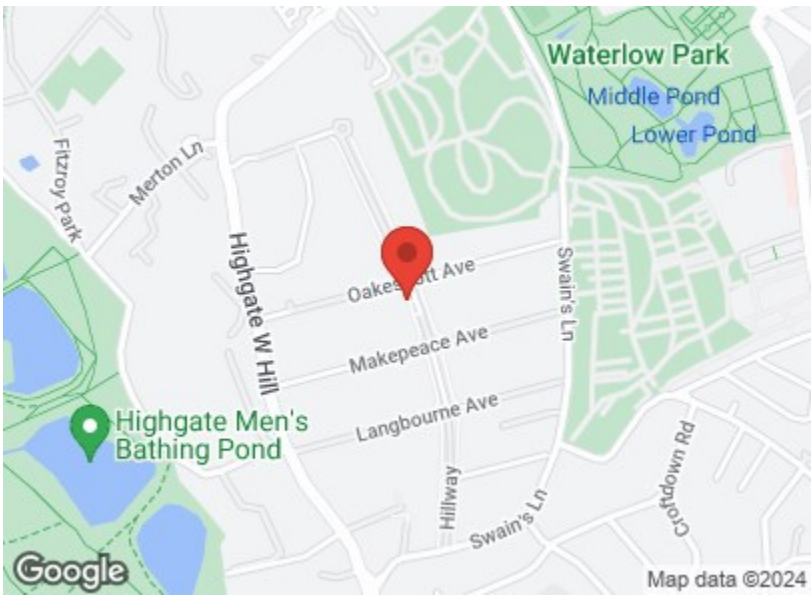 Waterlow Park
Middle Pond
Lower Pond
Fitzroy Park
Merton Ln
Highgate W Hill
Swain's Ln
Makepeace Ave
Langbourne Ave
Highgate Men's
Bathing Pond
Hillway
Swain's Ln
Croftdown Rd
Google
Map data ©2024